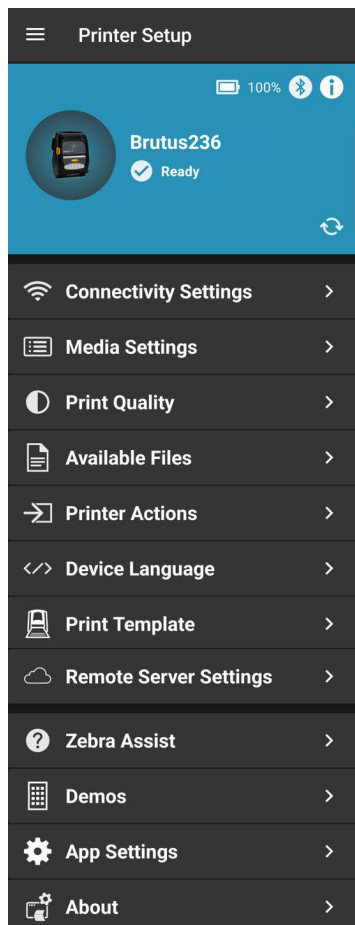 Printer Setup
100%
Brutus236
Ready
Connectivity Settings
Media Settings
Print Quality
Available Files
Printer Actions
Device Language
Print Template
Remote Server Settings
Zebra Assist
Demos
App Settings
About